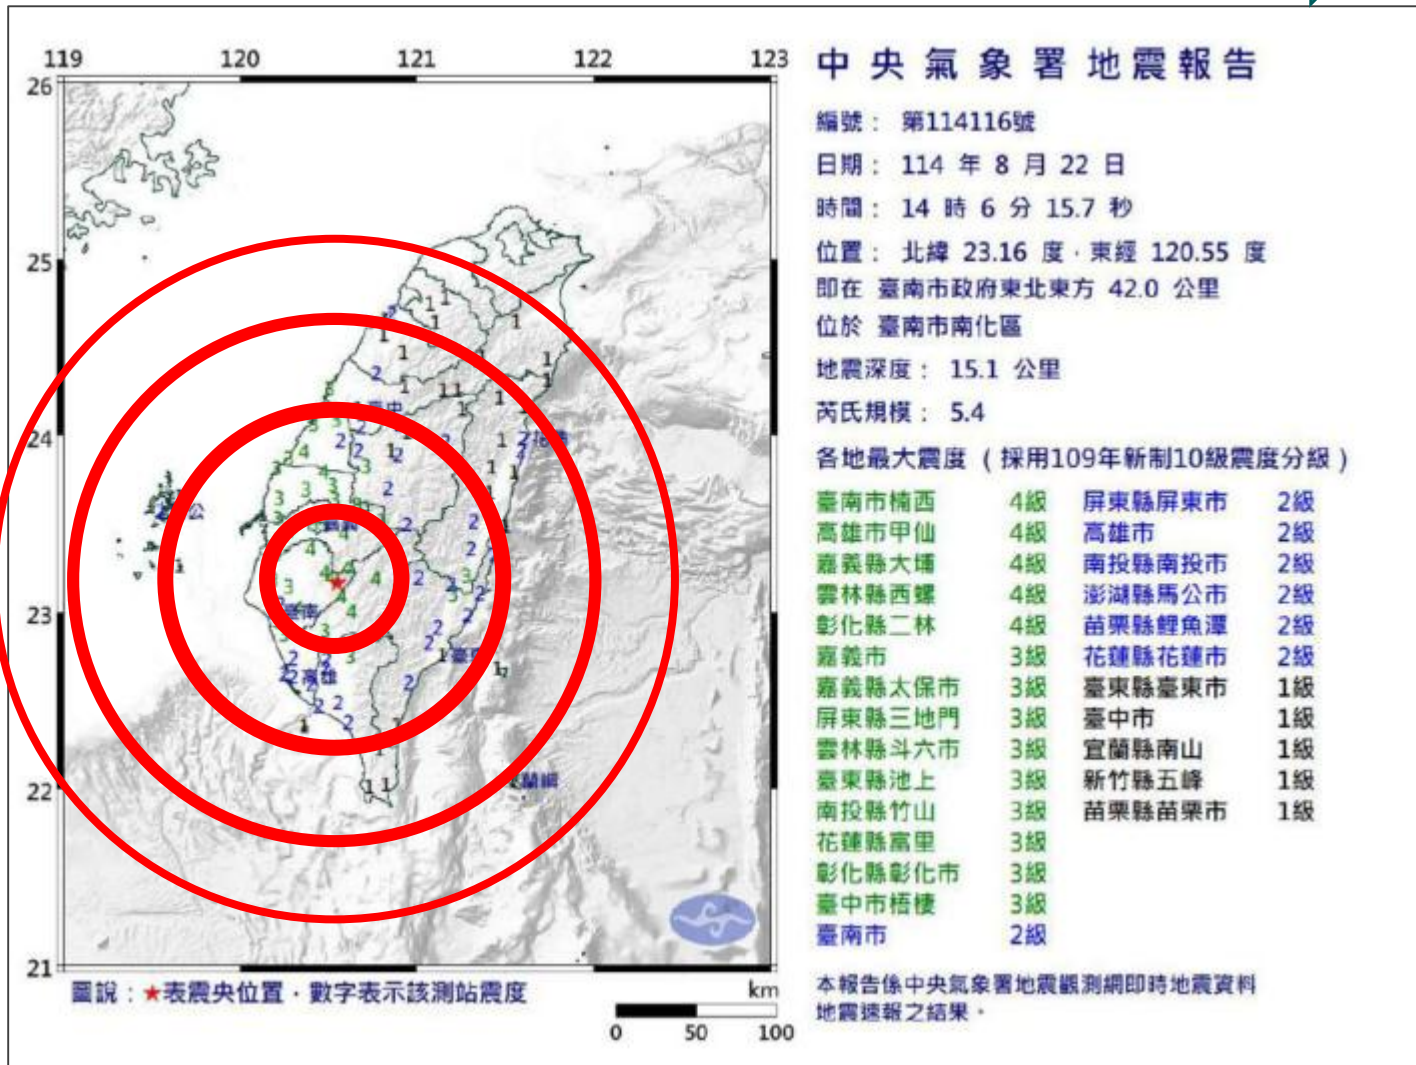 119 120 121 122 123
26
25
24
23
22
21
中央氣象署地震報告
編號： 第114116號
日期： 114 年 8 月 22 日
時間： 14 時 6 分 15.7 秒
位置： 北緯 23.16 度．東經 120.55 度
即在 臺南市政府東北東方 42.0 公里
位於 臺南市南化區
地震深度： 15.1 公里
芮氏規模： 5.4
各地最大震度 （採用109年新制10級震度分級）
臺南市楠西 4級 屏東縣屏東市 2級
高雄市甲仙 4級 高雄市 2級
嘉義縣大埔 4級 南投縣南投市 2級
雲林縣西螺 4級 澎湖縣馬公市 2級
彰化縣二林 4級 苗栗縣鯉魚潭 2級
嘉義市 3級 花蓮縣花蓮市 2級
嘉義縣太保市 3級 臺東縣臺東市 1級
屏東縣三地門 3級 臺中市 1級
雲林縣斗六市 3級 宜蘭縣南山 1級
臺東縣池上 3級 新竹縣五峰 1級
南投縣竹山 3級 苗栗縣苗栗市 1級
花蓮縣富里 3級
彰化縣彰化市 3級
臺中市梧棲 3級
臺南市 2級
本報告係中央氣象署地震觀測網即時地震資料
地震速報之結果。
高雄
圖說：★表震央位置．數字表示該測站震度
km
0 50 100